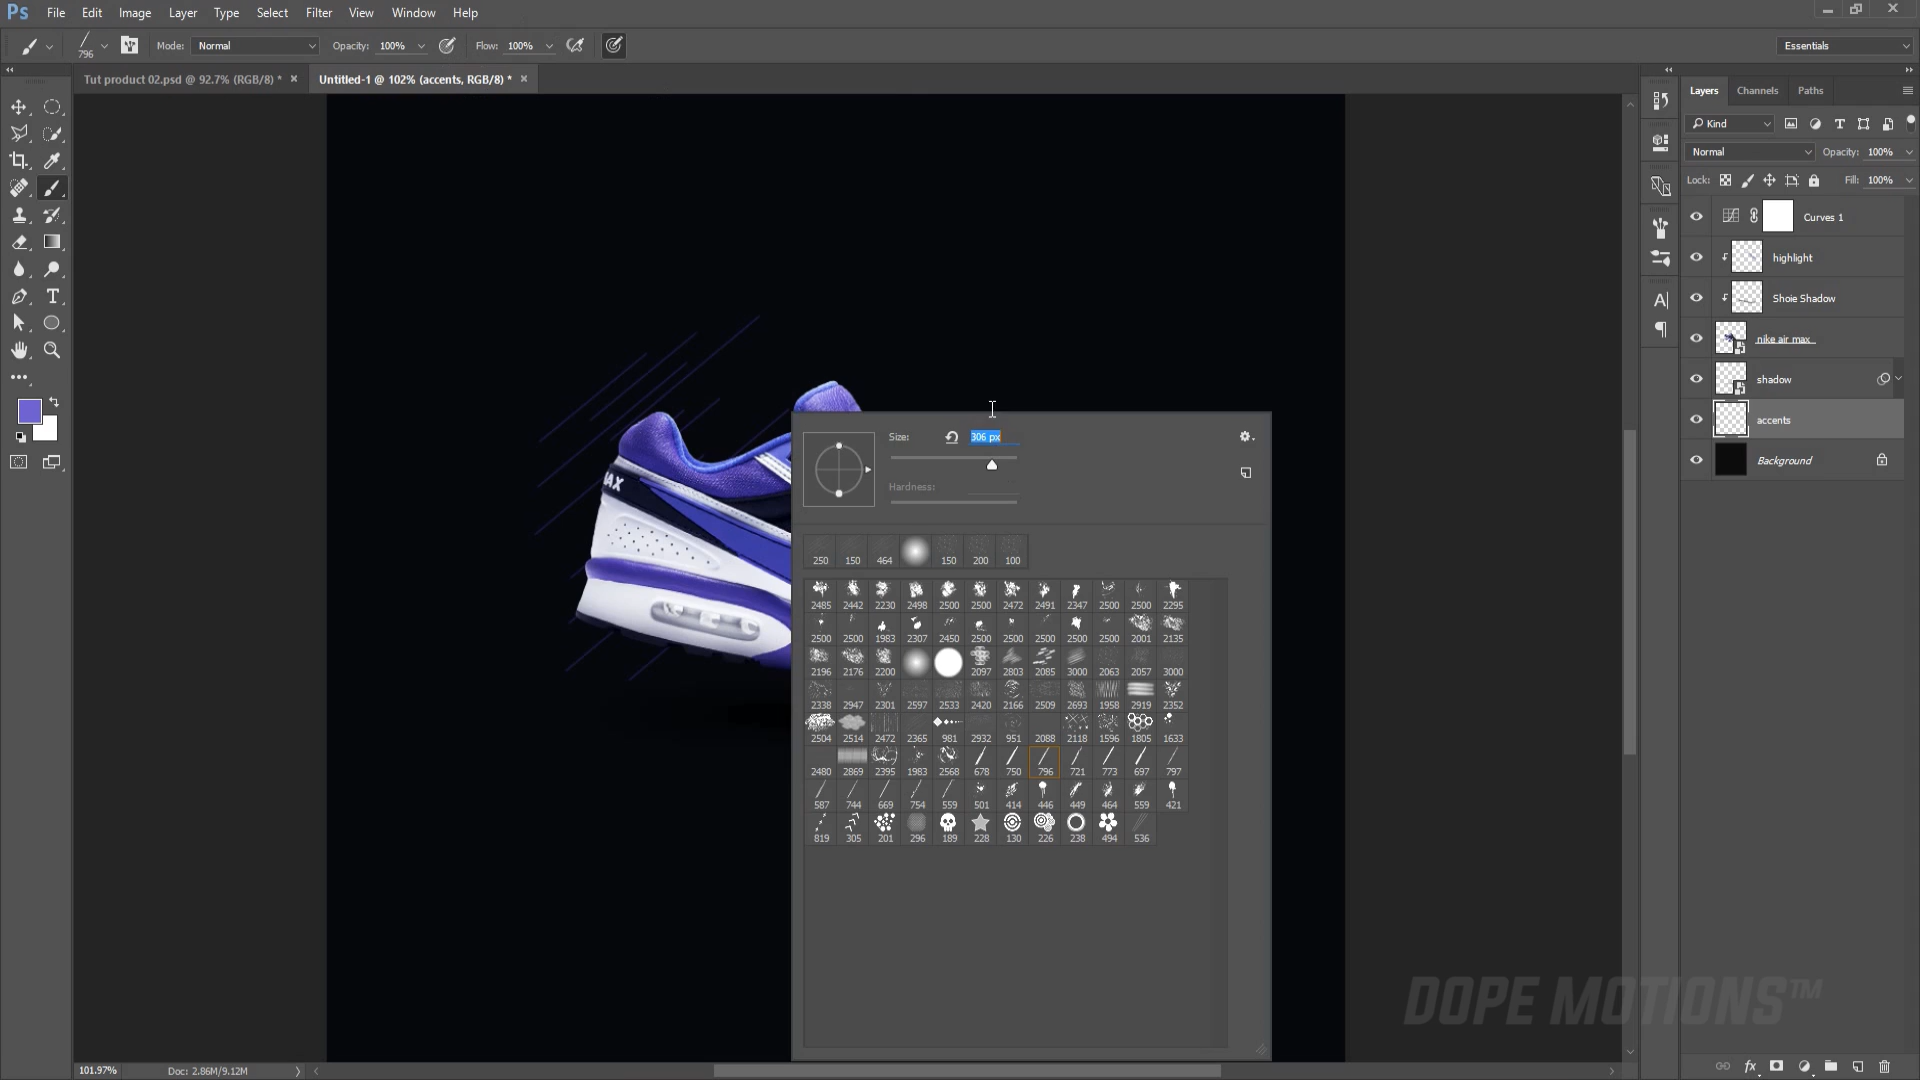 Ps File Edit Image Layer Type Select Filter View Window Help
796 Mode: Normal Opacity: 100% Flow: 100% Essentials
Tut product 02.psd @ 92.7% (RGB/8) * × Untitled-1 @ 102% (accents, RGB/8) * ×
Layers Channels Paths
Kind
Normal Opacity: 100%
Lock: Fill: 100%
Curves 1
highlight
Shoie Shadow
nike air max
shadow
accents
Background
AX
Size: 306 px
Hardness:
250 150 464 150 200 100
2485 2442 2230 2498 2500 2500 2472 2491 2347 2500 2500 2295
2500 2500 1983 2307 2450 2500 2500 2500 2500 2500 2001 2135
2196 2176 2200 2097 2803 2085 3000 2063 2057 3000
2338 2947 2301 2597 2533 2420 2166 2509 2693 1958 2919 2352
2504 2514 2472 2365 981 2932 951 2088 2118 1596 1805 1633
2480 2869 2395 1983 2568 678 750 796 721 773 697 797
587 744 669 754 559 501 414 446 449 464 559 421
819 305 201 296 189 228 130 226 238 494 536
DOPE MOTIONS™
101.97% Doc: 2.86M/9.12M